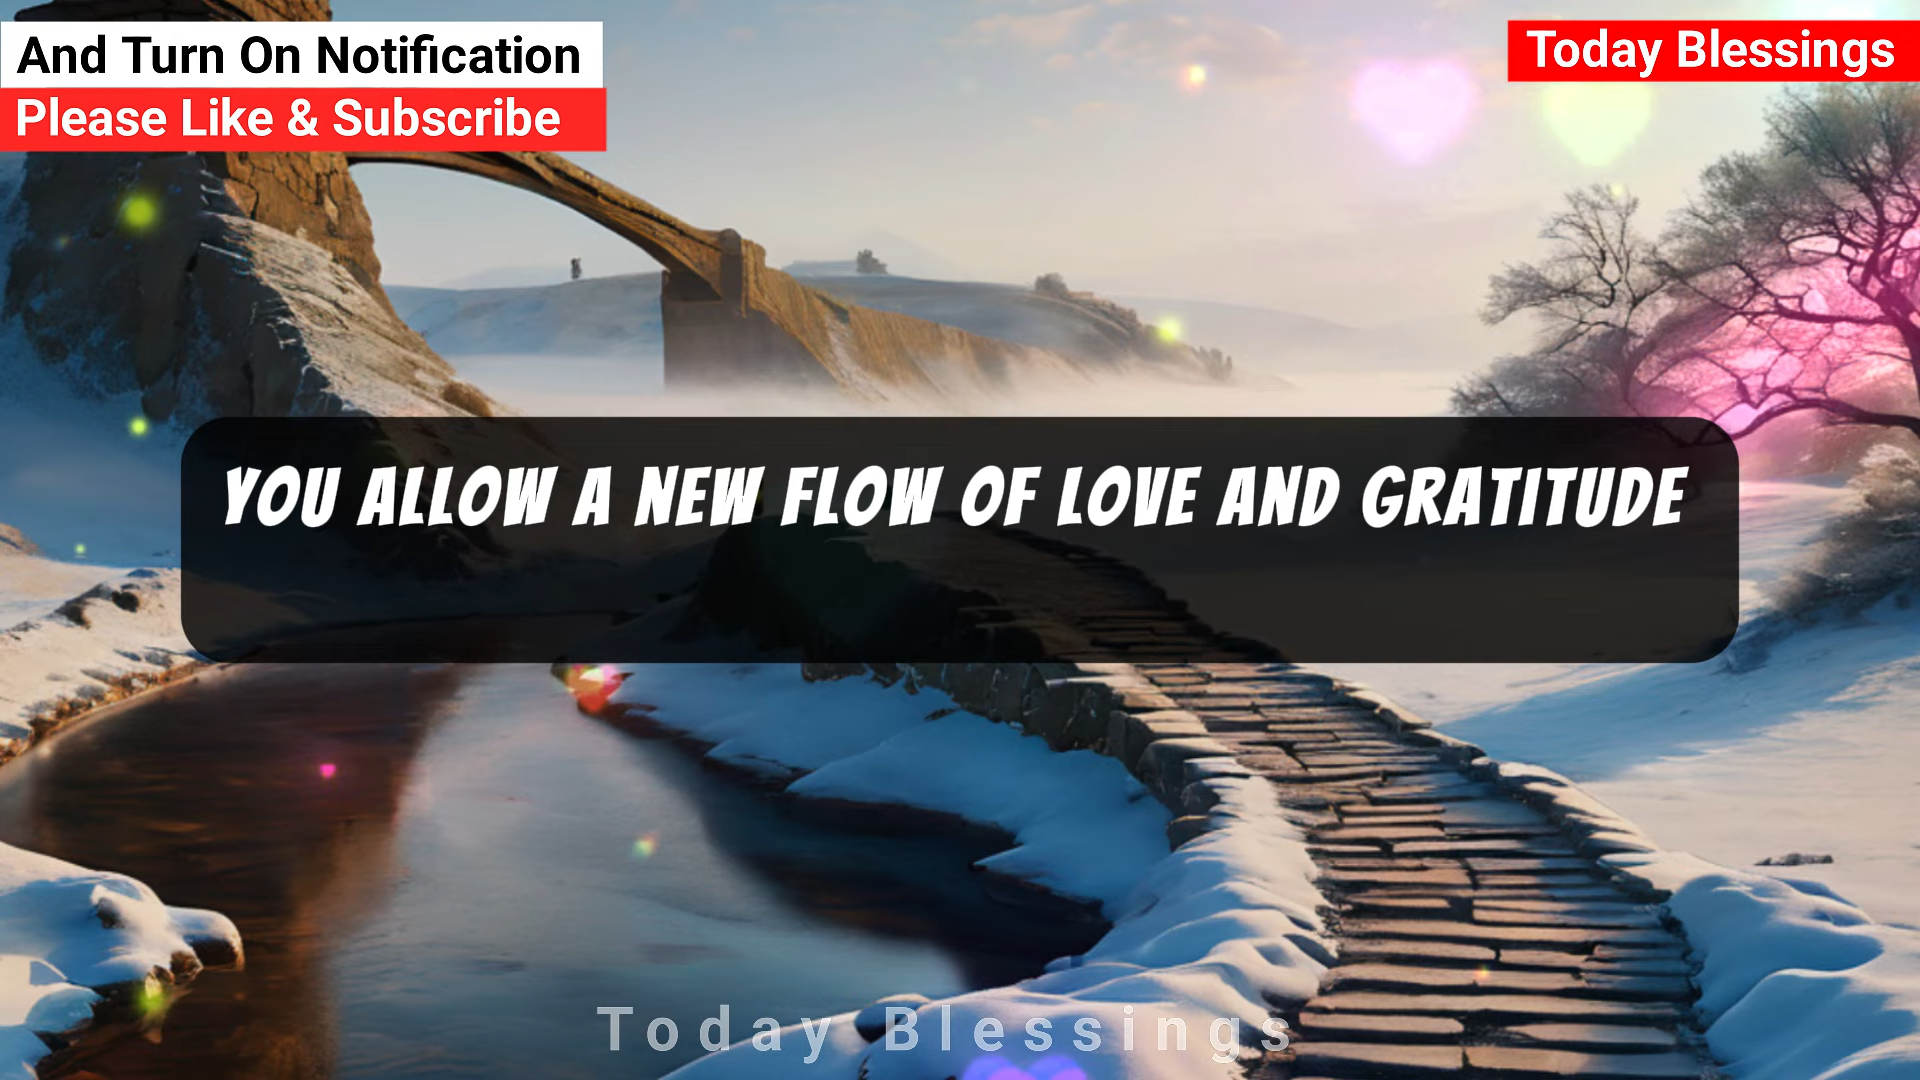 And Turn On Notification
Please Like & Subscribe
Today Blessings
YOU ALLOW A NEW FLOW OF LOVE AND GRATITUDE
Today Blessings